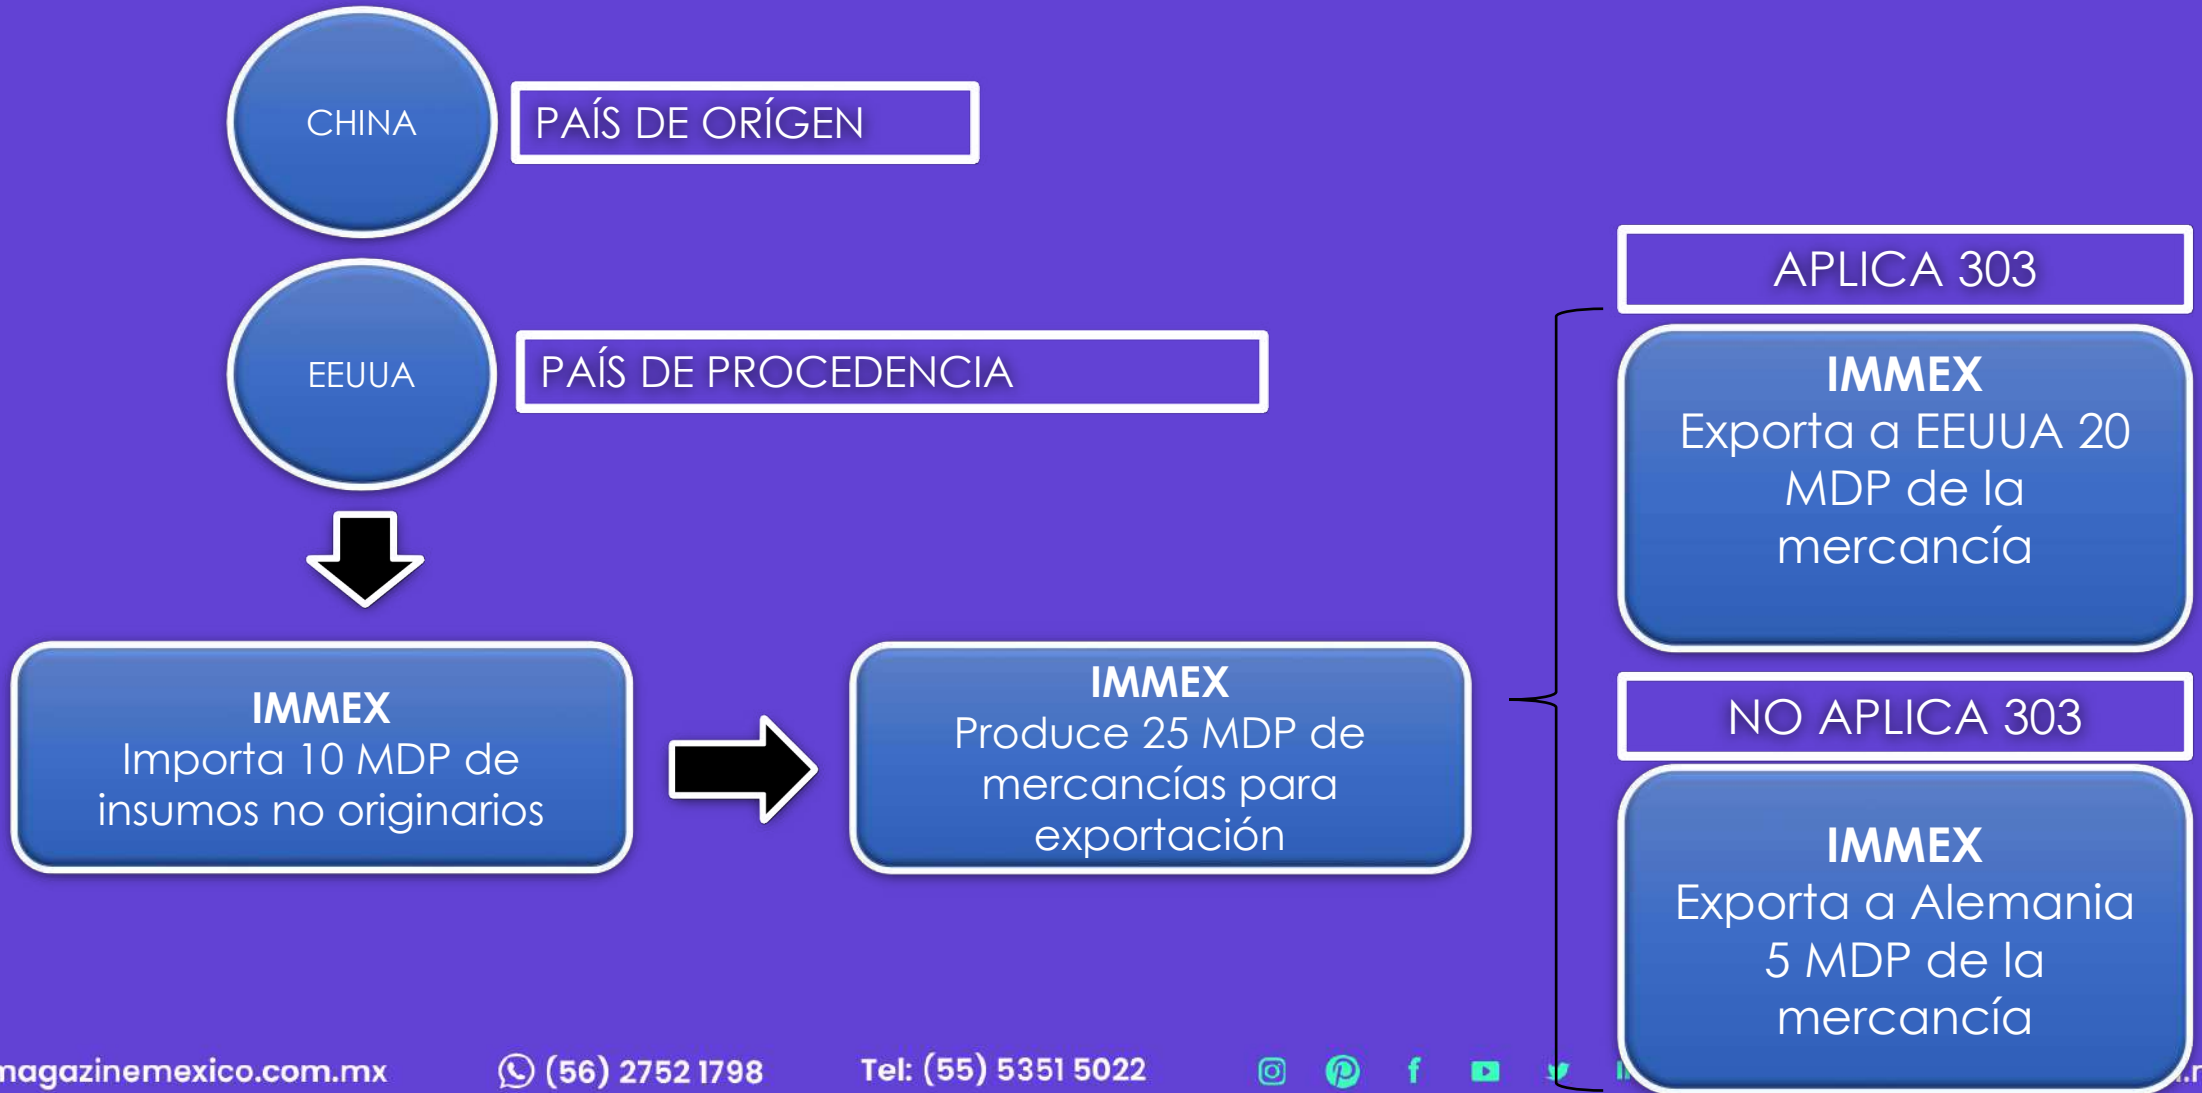 CHINA
PAÍS DE ORÍGEN
EEUUA
PAÍS DE PROCEDENCIA
IMMEX
Importa 10 MDP de
insumos no originarios
IMMEX
Produce 25 MDP de
mercancías para
exportación
APLICA 303
IMMEX
Exporta a EEUUA 20
MDP de la
mercancía
NO APLICA 303
IMMEX
Exporta a Alemania
5 MDP de la
mercancía
magazinemexico.com.mx (56) 2752 1798 Tel: (55) 5351 5022